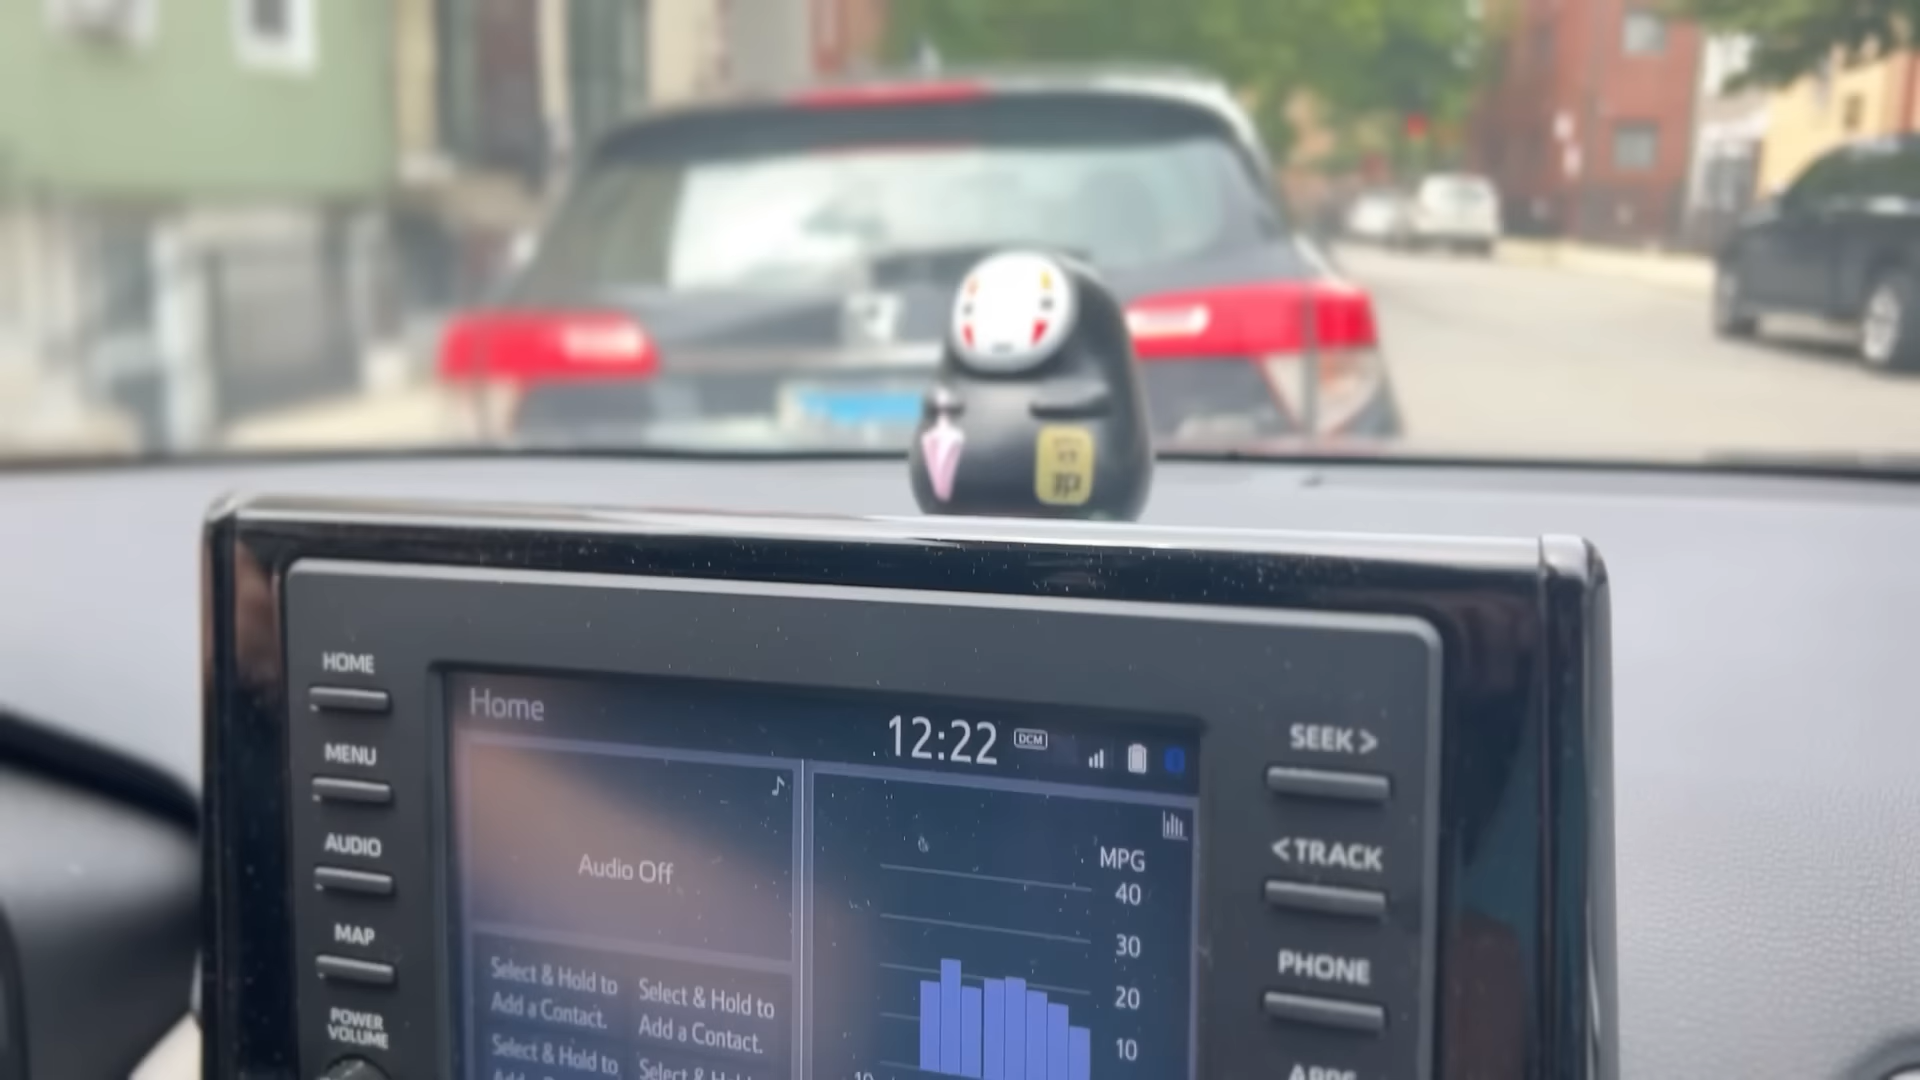 HOME
MENU
AUDIO
MAP
POWER
VOLUME
Home
12:22
DCM
Audio Off
Select & Hold to
Add a Contact.
Select & Hold to
Add a Contact.
Select & Hold to
MPG
40
30
20
10
SEEK >
< TRACK
PHONE